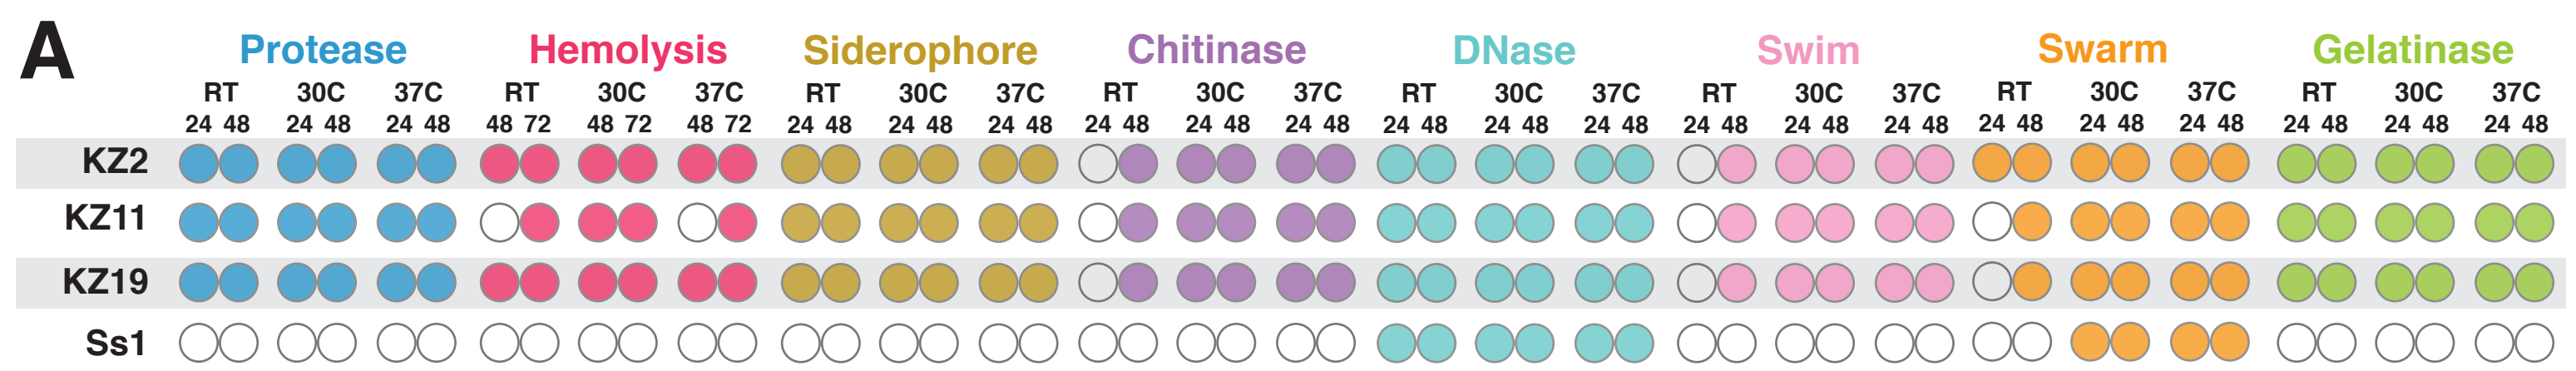 A
Protease Hemolysis Siderophore Chitinase DNase Swim Swarm Gelatinase
RT 30C 37C RT 30C 37C RT 30C 37C RT 30C 37C RT 30C 37C RT 30C 37C RT 30C 37C RT 30C 37C
24 48 24 48 24 48 48 72 48 72 48 72 24 48 24 48 24 48 24 48 24 48 24 48 24 48 24 48 24 48 24 48 24 48 24 48 24 48 24 48 24 48 24 48 24 48 24 48
KZ2
KZ11
KZ19
Ss1